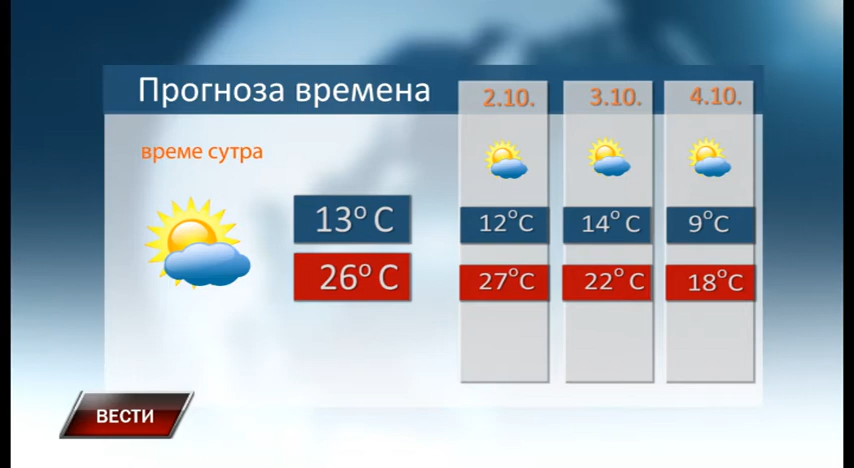 Прогноза времена
време сутра
13° C
26° C
2.10. 3.10. 4.10.
12°C 14°C 9°C
27°C 22°C 18°C
ВЕСТИ